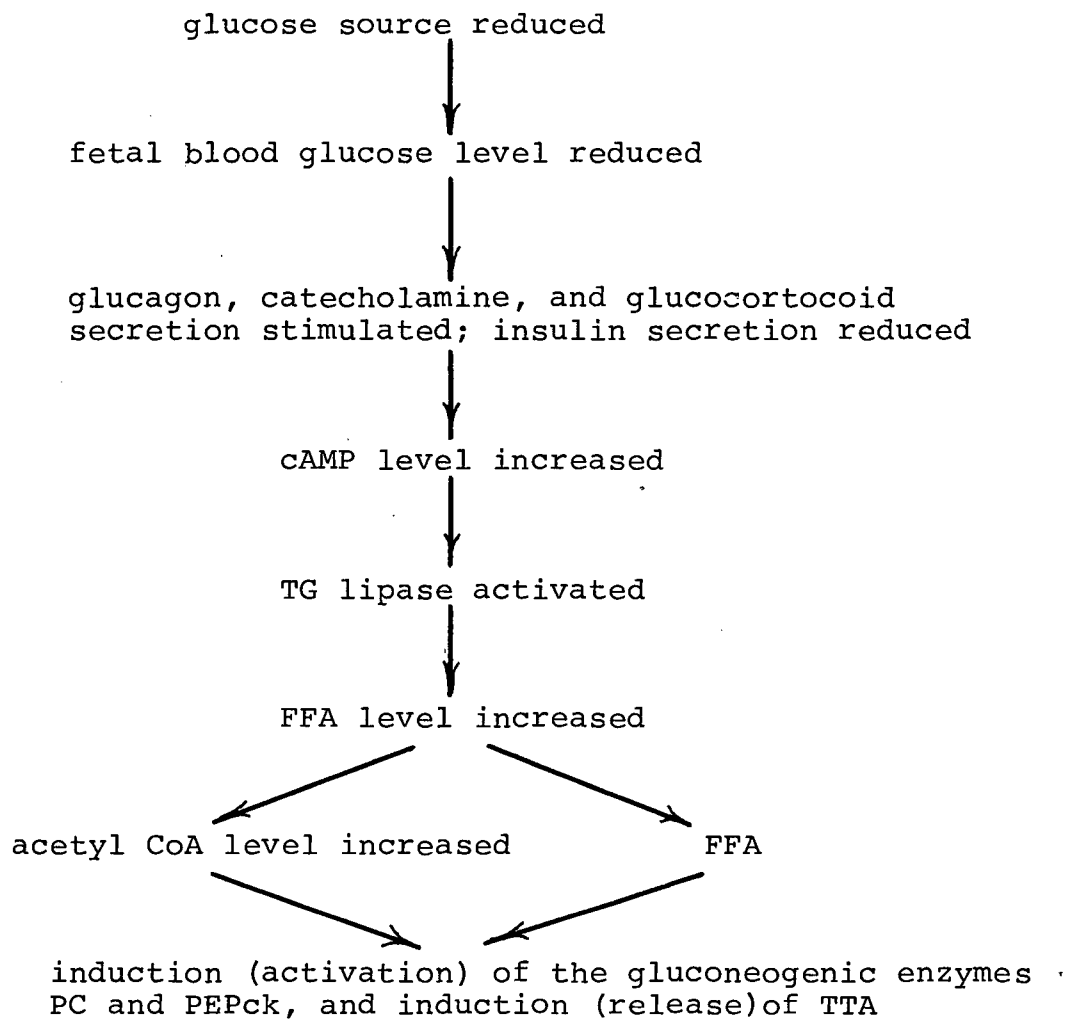 glucose source reduced
fetal blood glucose level reduced
glucagon, catecholamine, and glucocortocoid
secretion stimulated; insulin secretion reduced
cAMP level increased
TG lipase activated
FFA level increased
acetyl CoA level increased
FFA
induction (activation) of the gluconeogenic enzymes
PC and PEPck, and induction (release)of TTA